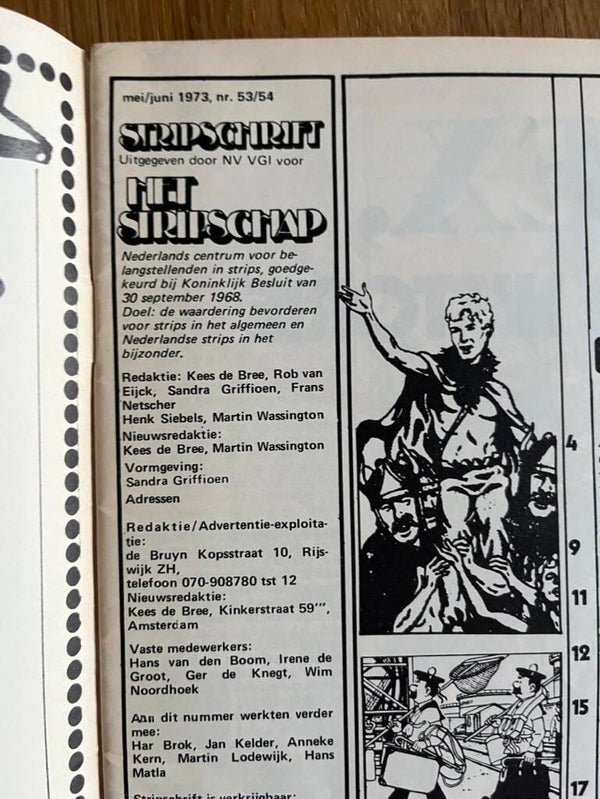 mei/juni 1973, nr. 53/54
STRIPSCHRIFT
Uitgegeven door NV VGI voor
HET
STRIPSCHAP
Nederlands centrum voor be-
langstellenden in strips, goedge-
keurd bij Koninklijk Besluit van
30 september 1968.
Doel: de waardering bevorderen
voor strips in het algemeen en
Nederlandse strips in het
bijzonder.
Redaktie: Kees de Bree, Rob van
Eijck, Sandra Griffioen, Frans
Netscher
Henk Siebels, Martin Wassington
Nieuwsredaktie:
Kees de Bree, Martin Wassington
Vormgeving:
Sandra Griffioen
Adressen
Redaktie/Advertentie-exploita-
tie:
de Bruyn Kopsstraat 10, Rijs-
wijk ZH,
telefoon 070-908780 tst 12
Nieuwsredaktie:
Kees de Bree, Kinkerstraat 59''',
Amsterdam
Vaste medewerkers:
Hans van den Boom, Irene de
Groot, Ger de Knegt, Wim
Noordhoek
Aan dit nummer werkten verder
mee:
Har Brok, Jan Kelder, Anneke
Kern, Martin Lodewijk, Hans
Matla
Stripschrift is verkrijgbaar:
4
9
11
12
15
17